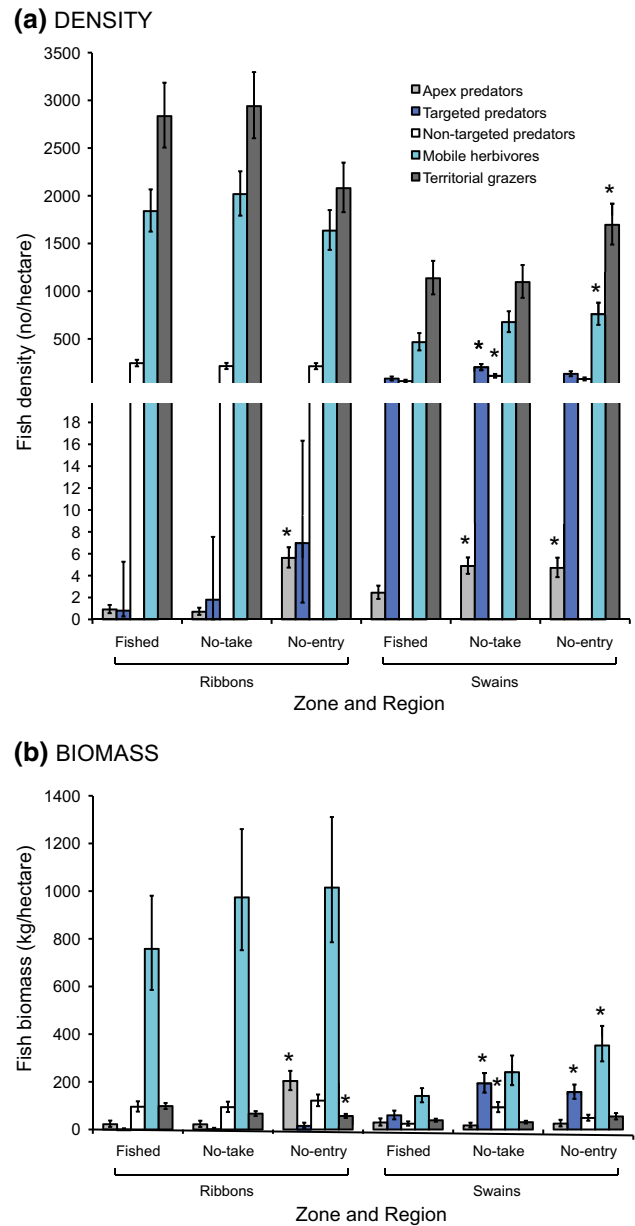 (a) DENSITY
Fish density (no/hectare)
3500
3000
2500
2000
1500
1000
500
18
16
14
12
10
8
6
4
2
0
Apex predators
Targeted predators
Non-targeted predators
Mobile herbivores
Territorial grazers
* * * * * * *
Fished No-take No-entry Fished No-take No-entry
Ribbons Swains
Zone and Region
(b) BIOMASS
Fish biomass (kg/hectare)
1400
1200
1000
800
600
400
200
0
* * * * * *
Fished No-take No-entry Fished No-take No-entry
Ribbons Swains
Zone and Region